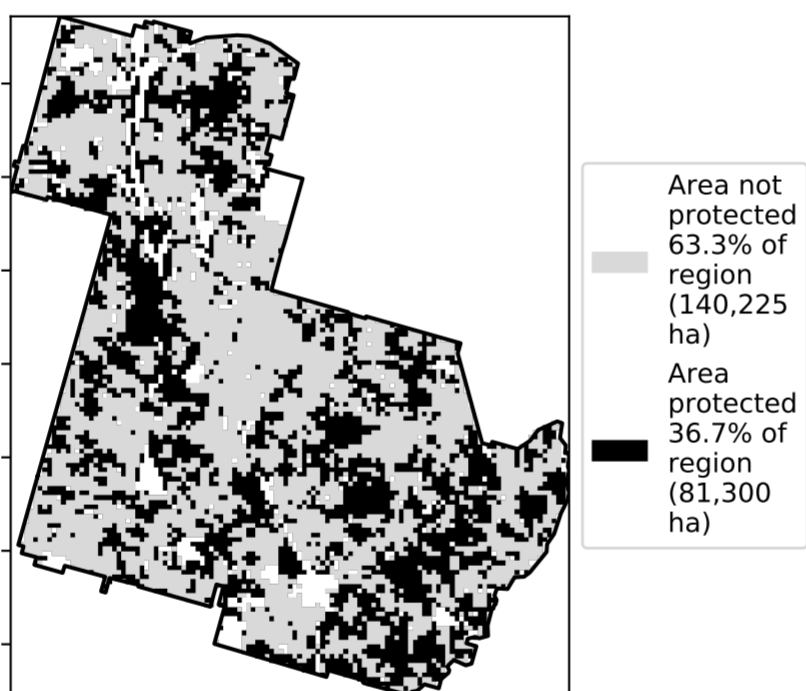 Area not
protected
63.3% of
region
(140,225
ha)
Area
protected
36.7% of
region
(81,300
ha)